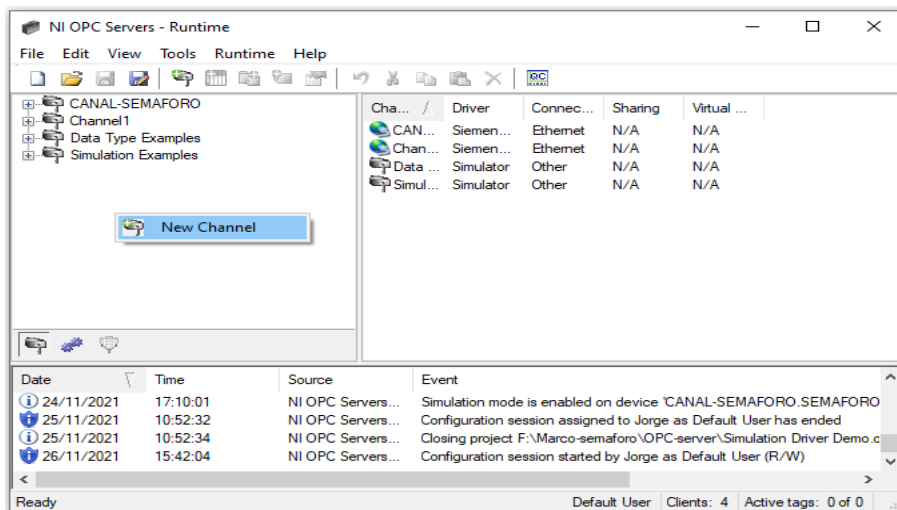 NI OPC Servers - Runtime
File Edit View Tools Runtime Help
CANAL-SEMAFORO
Channel1
Data Type Examples
Simulation Examples
New Channel
Cha... Driver Connec... Sharing Virtual ...
CAN... Siemen... Ethernet N/A N/A
Chan... Siemen... Ethernet N/A N/A
Data ... Simulator Other N/A N/A
Simul... Simulator Other N/A N/A
Date Time Source Event
24/11/2021 17:10:01 NI OPC Servers... Simulation mode is enabled on device 'CANAL-SEMAFORO.SEMAFORO
25/11/2021 10:52:32 NI OPC Servers... Configuration session assigned to Jorge as Default User has ended
25/11/2021 10:52:34 NI OPC Servers... Closing project F:\Marco-semaforo\OPC-server\Simulation Driver Demo.o
26/11/2021 15:42:04 NI OPC Servers... Configuration session started by Jorge as Default User (R/W)
Ready Default User Clients: 4 Active tags: 0 of 0